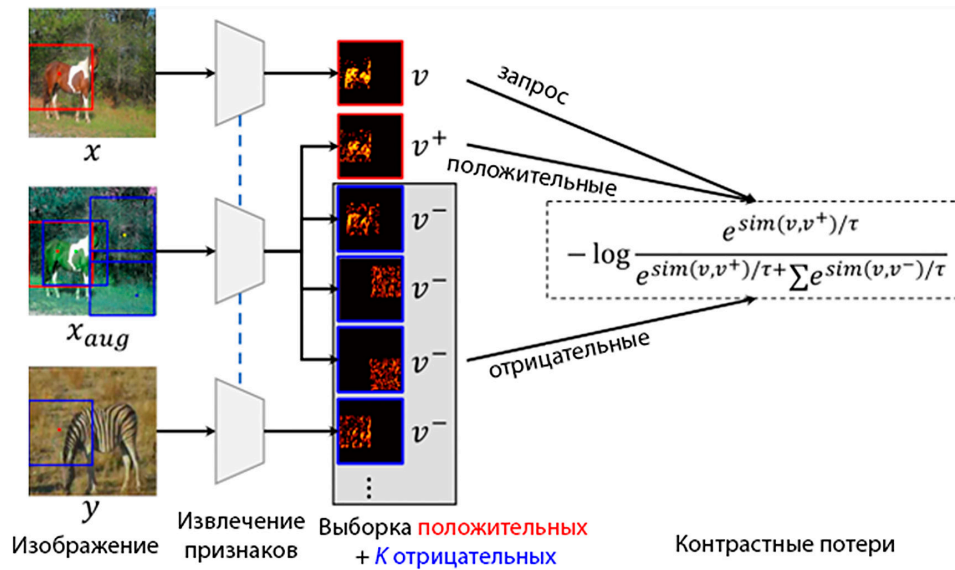 x
v
запрос
v⁺
положительные
v⁻
x_aug
v⁻
− log e^{sim(v,v⁺)/τ} / e^{sim(v,v⁺)/τ} + ∑ e^{sim(v,v⁻)/τ}
v⁻
отрицательные
y
v⁻
⋮
Изображение
Извлечение
признаков
Выборка положительных
+ K отрицательных
Контрастные потери